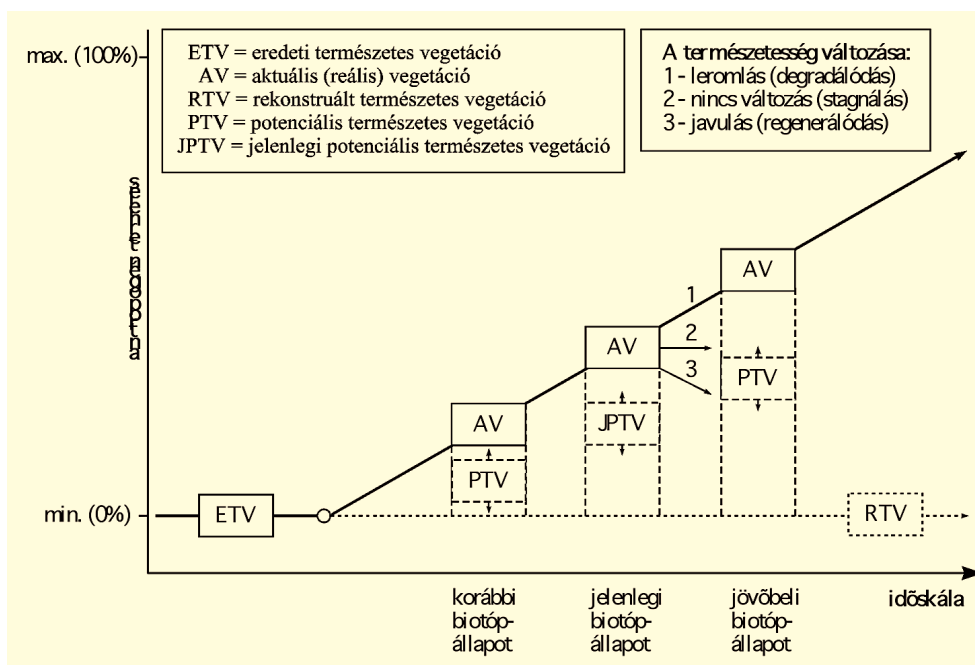 max. (100%)
ETV = eredeti természetes vegetáció
AV = aktuális (reális) vegetáció
RTV = rekonstruált természetes vegetáció
PTV = potenciális természetes vegetáció
JPTV = jelenlegi potenciális természetes vegetáció
A természetesség változása:
1 - leromlás (degradálódás)
2 - nincs változás (stagnálás)
3 - javulás (regenerálódás)
antropogén terhelés
AV
1
AV
2
3
PTV
AV
JPTV
PTV
min. (0%)
ETV
RTV
korábbi
biotóp-
állapot
jelenlegi
biotóp-
állapot
jövõbeli
biotóp-
állapot
idõskála